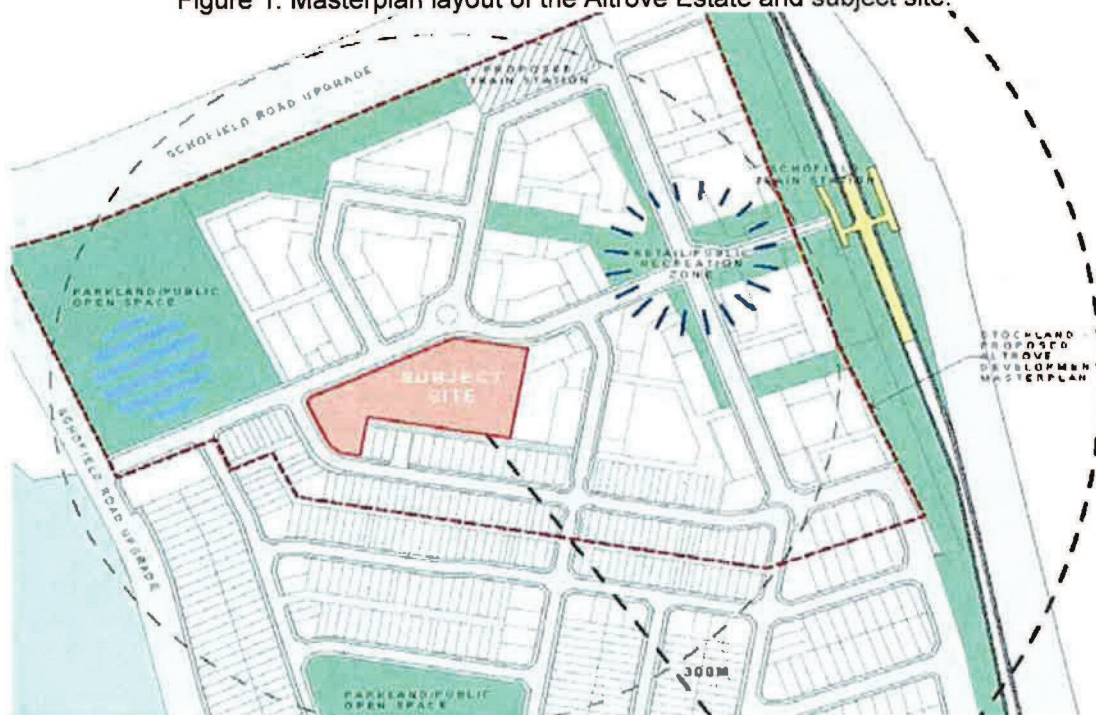 Figure 1. Masterplan layout of the Altrove Estate and subject site.
SCHOFIELD ROAD UPGRADE
PROPOSED
TRAIN STATION
SCHOFIELD
TRAIN STATION
RETAIL/PUBLIC
RECREATION
ZONE
PARKLAND/PUBLIC
OPEN SPACE
STOCKLAND -
PROPOSED
ALTROVE
DEVELOPMENT
MASTERPLAN
SUBJECT
SITE
SCHOFIELD ROAD UPGRADE
300M
PARKLAND/PUBLIC
OPEN SPACE